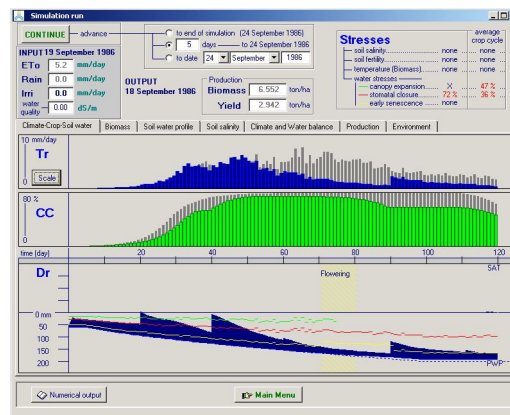 Simulation run
CONTINUE
advance
to end of simulation (24 September 1986)
5 days to 24 September 1986
to date 24 September 1986
INPUT 19 September 1986
ETo 5.2 mm/day
Rain 0.0 mm/day
Irri 0.0 mm/day
water quality 0.00 dS/m
OUTPUT
18 September 1986
Production
Biomass 6.552 ton/ha
Yield 2.942 ton/ha
Stresses
average
crop cycle
soil salinity none ... none
soil fertility none ... none
temperature (Biomass) none ... none
water stresses
canopy expansion X ... 47 %
stomatal closure 72 % ... 36 %
early senescence none
Climate-Crop-Soil water Biomass Soil water profile Soil salinity Climate and Water balance Production Environment
10 mm/day
Tr
Scale
0
80 %
CC
0
time (day) 20 40 60 80 100 120
Dr
Flowering
SAT
0 mm
50
100
150
200
PWP
Numerical output
Main Menu